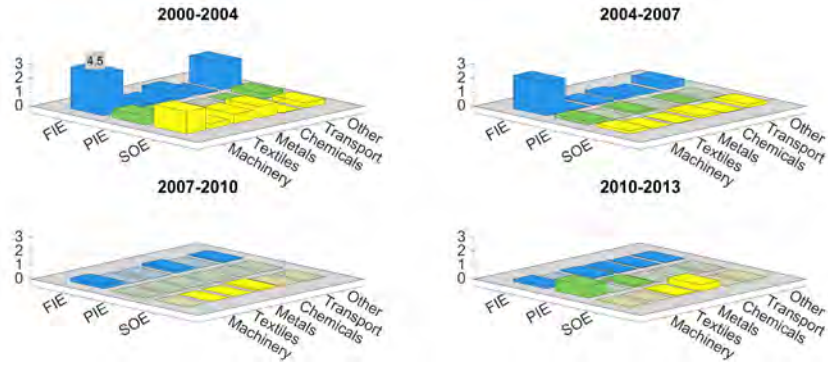 2000-2004
4.5
3
2
1
0
FIE
PIE
SOE
Other
Transport
Chemicals
Metals
Textiles
Machinery
2004-2007
3
2
1
0
FIE
PIE
SOE
Other
Transport
Chemicals
Metals
Textiles
Machinery
2007-2010
3
2
1
0
FIE
PIE
SOE
Other
Transport
Chemicals
Metals
Textiles
Machinery
2010-2013
3
2
1
0
FIE
PIE
SOE
Other
Transport
Chemicals
Metals
Textiles
Machinery